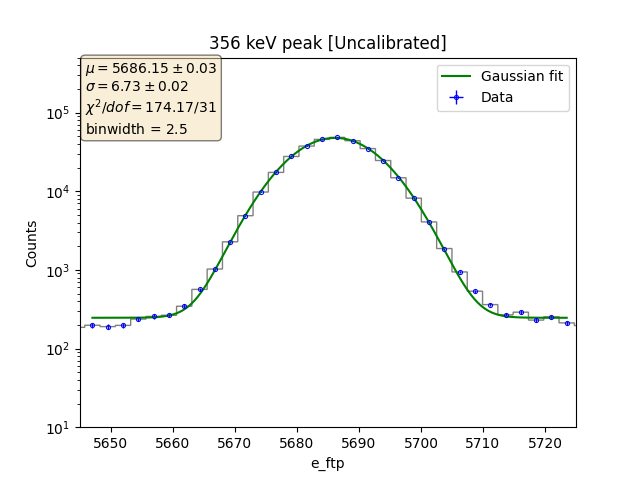 356 keV peak [Uncalibrated]
μ = 5686.15 ± 0.03
σ = 6.73 ± 0.02
χ²/dof = 174.17/31
binwidth = 2.5
Gaussian fit
Data
Counts
10⁵
10⁴
10³
10²
10¹
5650 5660 5670 5680 5690 5700 5710 5720
e_ftp